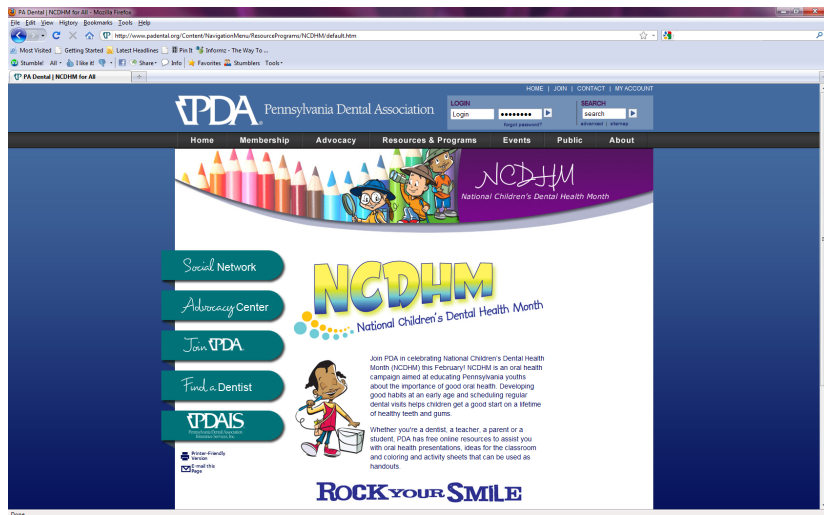 PA Dental | NCDHM for All - Mozilla Firefox
File Edit View History Bookmarks Tools Help
http://www.padental.org/Content/NavigationMenu/ResourcePrograms/NCDHM/default.htm
Most Visited Getting Started Latest Headlines Pin It Informz - The Way To ...
Stumble! All I like it! Share Info Favorites Stumblers Tools
PA Dental | NCDHM for All
HOME | JOIN | CONTACT | MY ACCOUNT
PDA Pennsylvania Dental Association
LOGIN SEARCH
Login search
forgot password? advanced | sitemap
Home Membership Advocacy Resources & Programs Events Public About
NCDHM
National Children's Dental Health Month
Social Network
Advocacy Center
Join PDA
Find a Dentist
PDAIS
Pennsylvania Dental Association
Insurance Services, Inc.
Printer-Friendly
Version
E-mail this
Page
NCDHM
National Children's Dental Health Month
Join PDA in celebrating National Children's Dental Health
Month (NCDHM) this February! NCDHM is an oral health
campaign aimed at educating Pennsylvania youths
about the importance of good oral health. Developing
good habits at an early age and scheduling regular
dental visits helps children get a good start on a lifetime
of healthy teeth and gums.
Whether you're a dentist, a teacher, a parent or a
student, PDA has free online resources to assist you
with oral health presentations, ideas for the classroom
and coloring and activity sheets that can be used as
handouts.
ROCK YOUR SMILE
Done